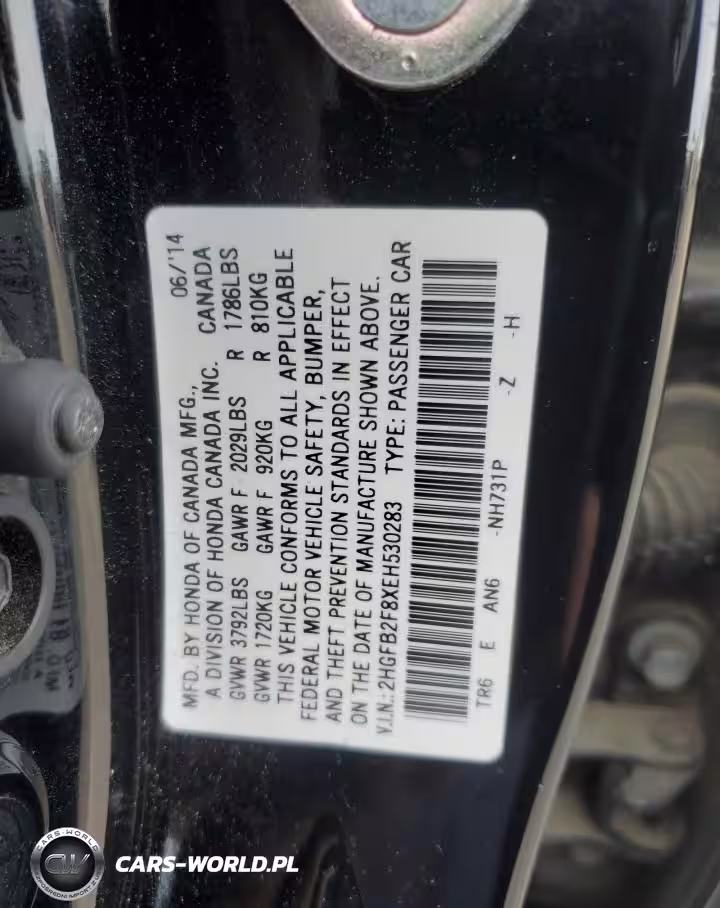 MFD. BY HONDA OF CANADA MFG., 06/'14
A DIVISION OF HONDA CANADA INC. CANADA
GVWR 3792LBS GAWR F 2029LBS R 1786LBS
GVWR 1720KG GAWR F 920KG R 810KG
THIS VEHICLE CONFORMS TO ALL APPLICABLE
FEDERAL MOTOR VEHICLE SAFETY, BUMPER,
AND THEFT PREVENTION STANDARDS IN EFFECT
ON THE DATE OF MANUFACTURE SHOWN ABOVE.
V.I.N.: 2HGFB2F8XEH530283 TYPE: PASSENGER CAR
TR6 E AN6 -NH731P -Z -H
CARS-WORLD
CW
CARS-WORLD.PL